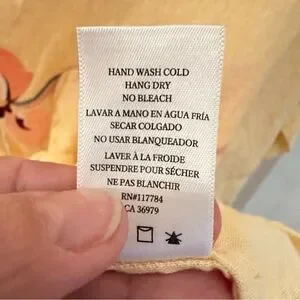 HAND WASH COLD
HANG DRY
NO BLEACH
LAVAR A MANO EN AGUA FRÍA
SECAR COLGADO
NO USAR BLANQUEADOR
LAVER À LA FROIDE
SUSPENDRE POUR SÉCHER
NE PAS BLANCHIR
RN#117784
CA 36979